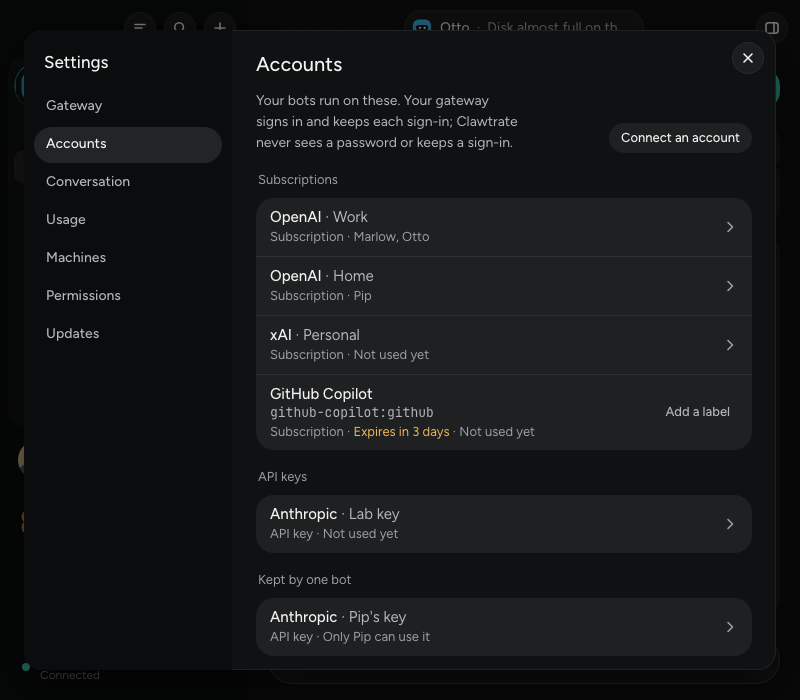 Otto · Disk almost full on th
Settings
Gateway
Accounts
Conversation
Usage
Machines
Permissions
Updates
Accounts
Your bots run on these. Your gateway
signs in and keeps each sign-in; Clawtrate
never sees a password or keeps a sign-in.
Connect an account
Subscriptions
OpenAI · Work
Subscription · Marlow, Otto
OpenAI · Home
Subscription · Pip
xAI · Personal
Subscription · Not used yet
GitHub Copilot
github-copilot:github
Subscription · Expires in 3 days · Not used yet
Add a label
API keys
Anthropic · Lab key
API key · Not used yet
Kept by one bot
Anthropic · Pip's key
API key · Only Pip can use it
Connected